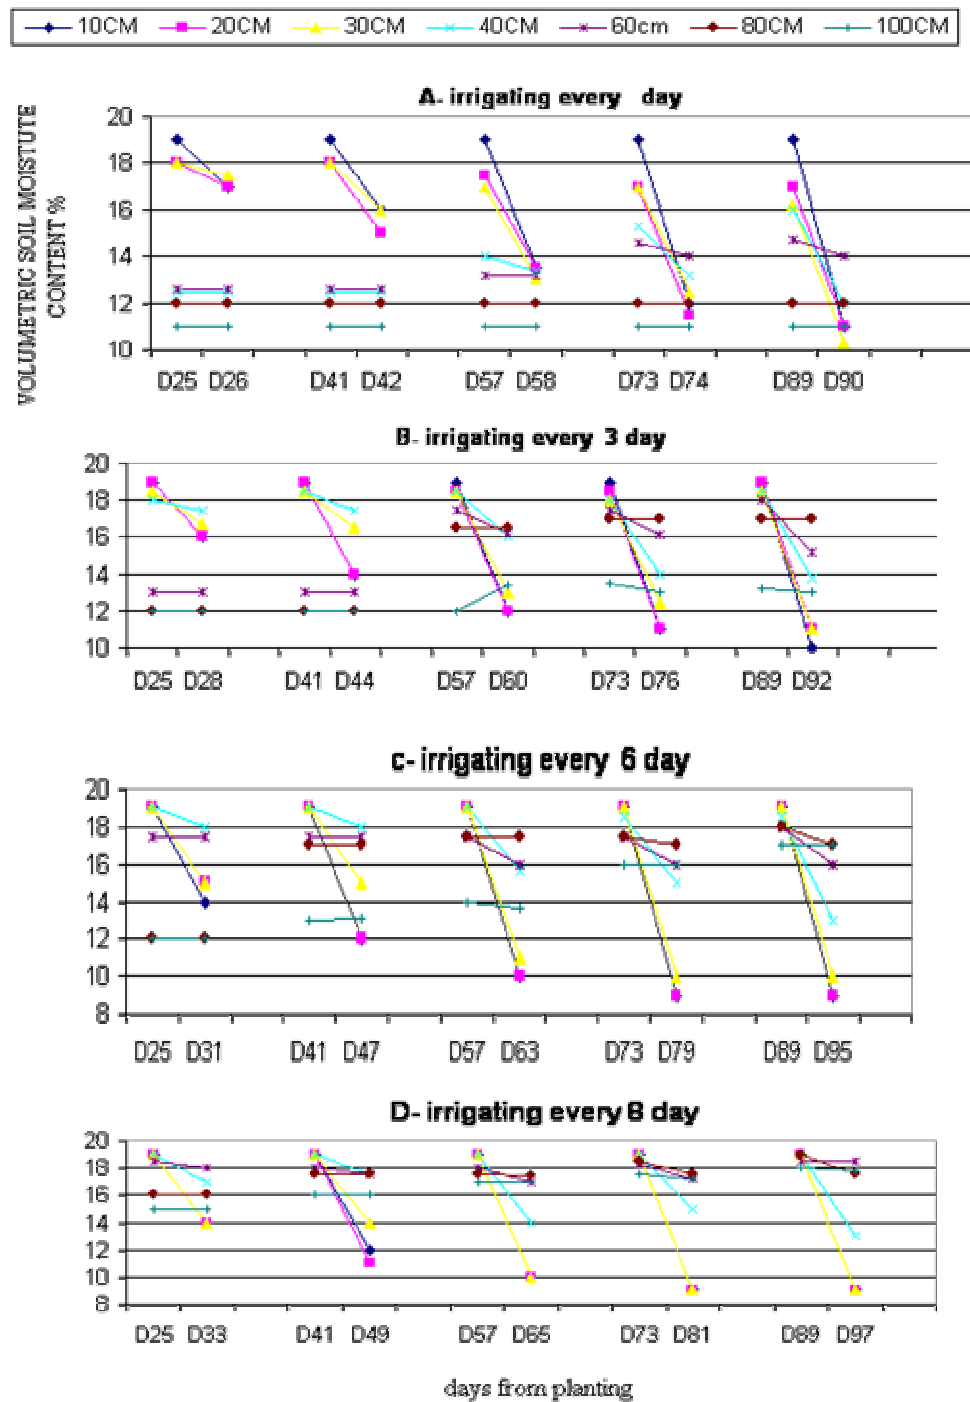 10CM 20CM 30CM 40CM 60cm 80CM 100CM
VOLUMETRIC SOIL MOISTUTE
CONTENT %
A- irrigating every day
20
18
16
14
12
10
D25 D26 D41 D42 D57 D58 D73 D74 D89 D90
B- irrigating every 3 day
20
18
16
14
12
10
D25 D28 D41 D44 D57 D60 D73 D76 D89 D92
c- irrigating every 6 day
20
18
16
14
12
10
8
D25 D31 D41 D47 D57 D63 D73 D79 D89 D95
D- irrigating every 8 day
20
18
16
14
12
10
8
D25 D33 D41 D49 D57 D65 D73 D81 D89 D97
days from planting